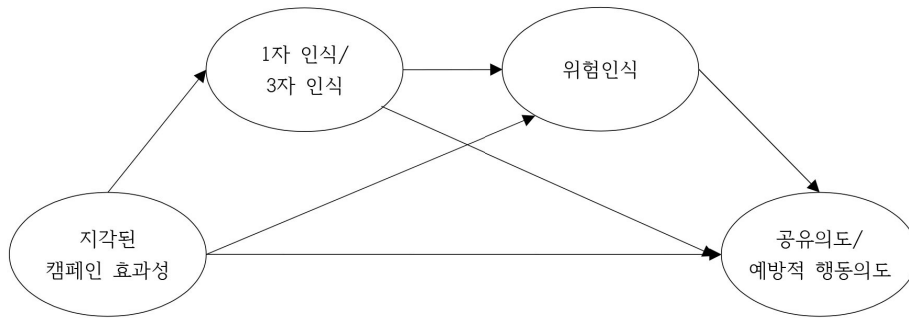 1자 인식/
3자 인식
위험인식
지각된
캠페인 효과성
공유의도/
예방적 행동의도